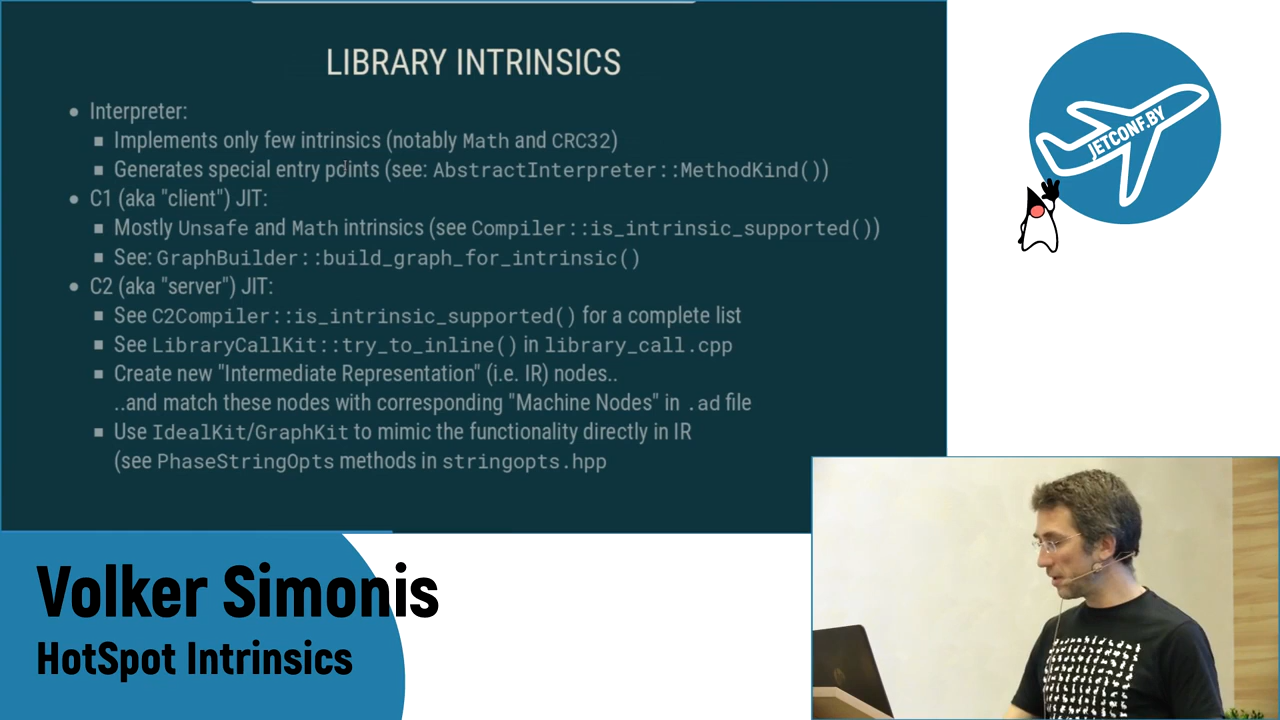 LIBRARY INTRINSICS
• Interpreter:
▪ Implements only few intrinsics (notably Math and CRC32)
▪ Generates special entry points (see: AbstractInterpreter::MethodKind())
• C1 (aka "client") JIT:
▪ Mostly Unsafe and Math intrinsics (see Compiler::is_intrinsic_supported())
▪ See: GraphBuilder::build_graph_for_intrinsic()
• C2 (aka "server") JIT:
▪ See C2Compiler::is_intrinsic_supported() for a complete list
▪ See LibraryCallKit::try_to_inline() in library_call.cpp
▪ Create new "Intermediate Representation" (i.e. IR) nodes..
..and match these nodes with corresponding "Machine Nodes" in .ad file
▪ Use IdealKit/GraphKit to mimic the functionality directly in IR
(see PhaseStringOpts methods in stringopts.hpp
JETCONF.BY
Volker Simonis
HotSpot Intrinsics